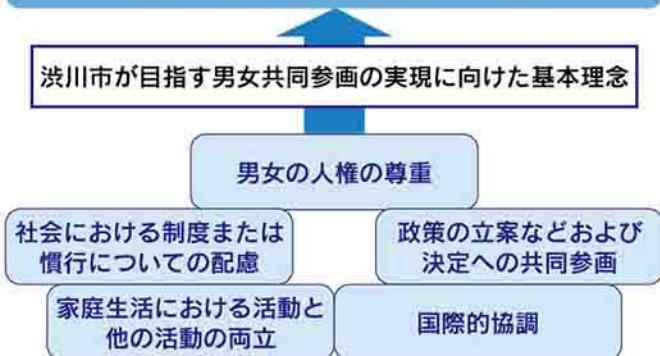 渋川市が目指す男女共同参画の実現に向けた基本理念
男女の人権の尊重
社会における制度または
慣行についての配慮
政策の立案などおよび
決定への共同参画
家庭生活における活動と
他の活動の両立
国際的協調